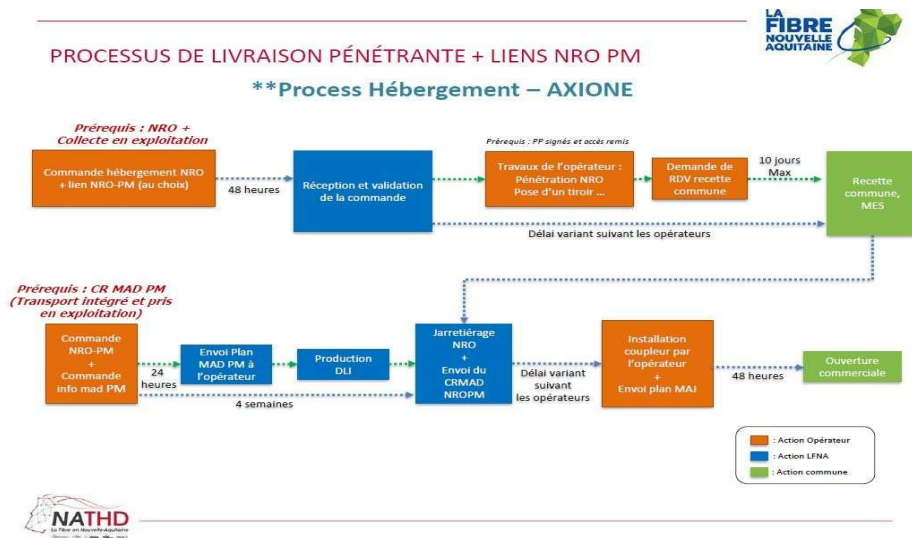 LA
FIBRE
NOUVELLE
AQUITAINE
PROCESSUS DE LIVRAISON PÉNÉTRANTE + LIENS NRO PM
**Process Hébergement – AXIONE
Prérequis : NRO +
Collecte en exploitation
Commande hébergement NRO
+ lien NRO-PM (au choix)
48 heures
Réception et validation
de la commande
Prérequis : PP signés et accès remis
Travaux de l'opérateur :
Pénétration NRO
Pose d'un tiroir ...
Demande de
RDV recette
commune
10 jours
Max
Recette
commune,
MES
Délai variant suivant les opérateurs
Prérequis : CR MAD PM
(Transport intégré et pris
en exploitation)
Commande
NRO-PM
+
Commande
info mad PM
24
heures
Envoi Plan
MAD PM à
l'opérateur
Production
DLI
4 semaines
Jarretiérage
NRO
+
Envoi du
CRMAD
NROPM
Délai variant
suivant
les opérateurs
Installation
coupleur par
l'opérateur
+
Envoi plan MAJ
48 heures
Ouverture
commerciale
: Action Opérateur
: Action LFNA
: Action commune
NATHD
La Fibre en Nouvelle-Aquitaine